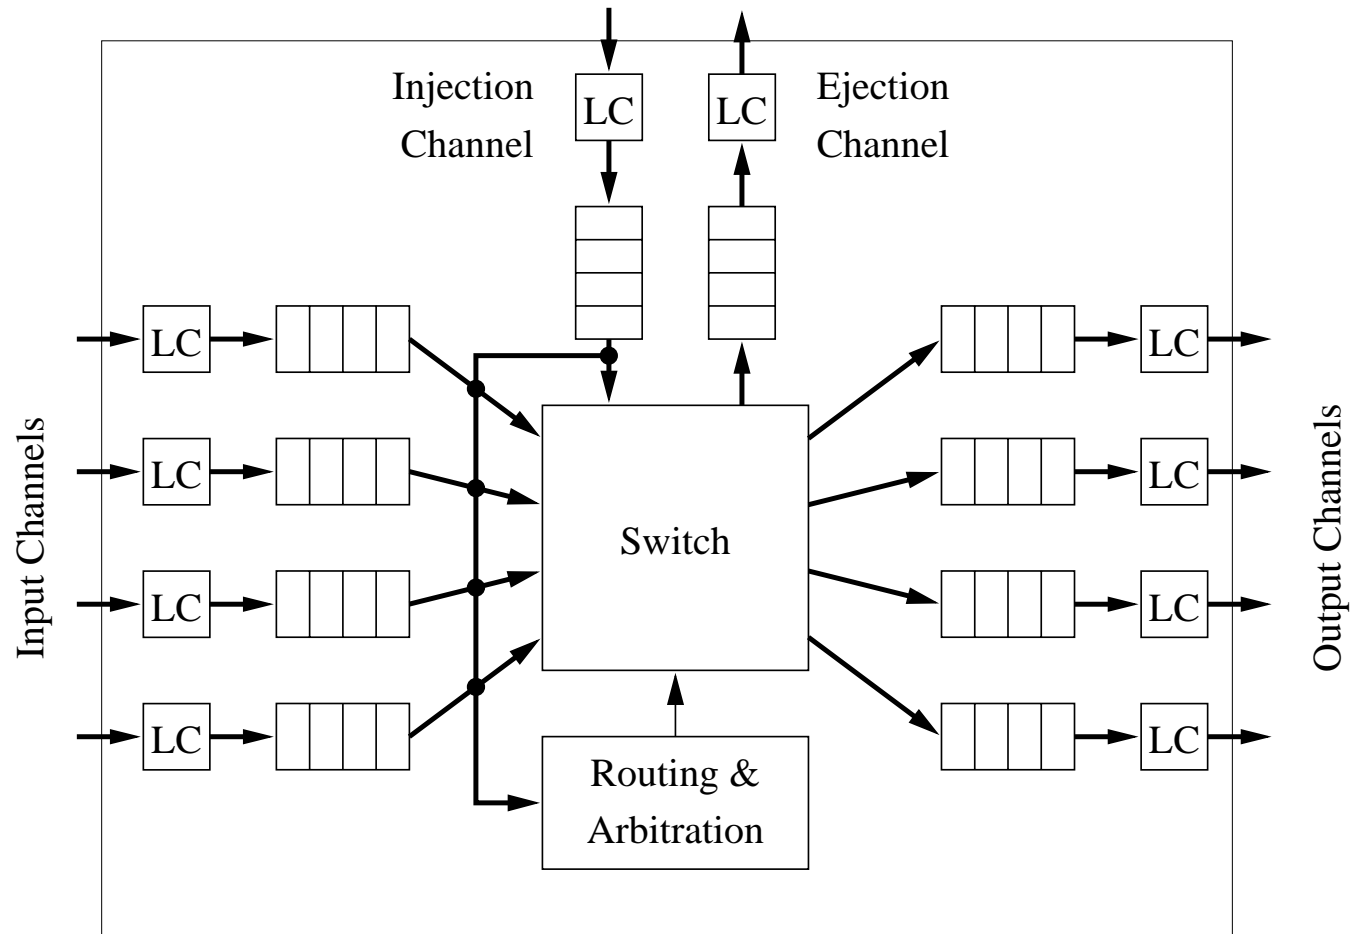 Injection
Channel
LC
LC
Ejection
Channel
LC
LC
LC
LC
Input Channels
Switch
Output Channels
LC
LC
LC
LC
Routing &
Arbitration